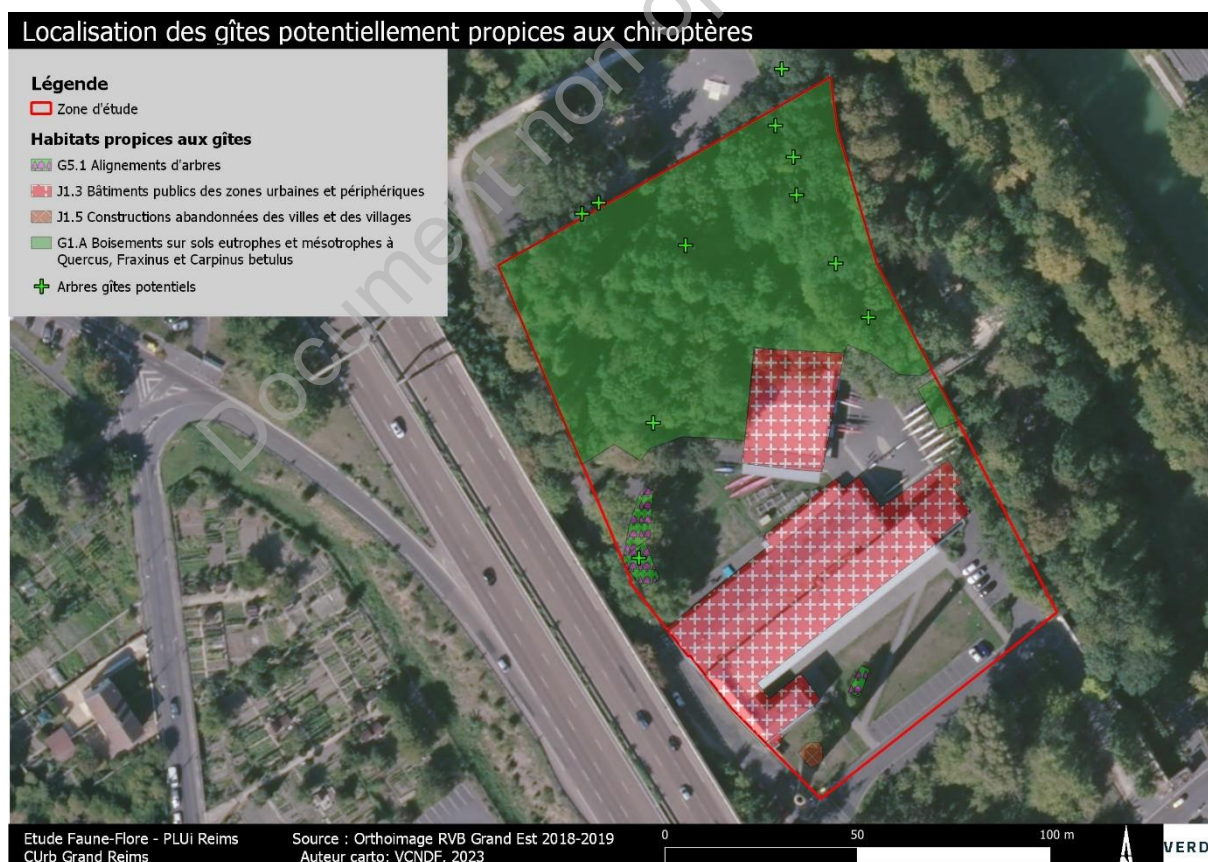 Localisation des gîtes potentiellement propices aux chiroptères
Légende
Zone d'étude
Habitats propices aux gîtes
G5.1 Alignements d'arbres
J1.3 Bâtiments publics des zones urbaines et périphériques
J1.5 Constructions abandonnées des villes et des villages
G1.A Boisements sur sols eutrophes et mésotrophes à
Quercus, Fraxinus et Carpinus betulus
Arbres gîtes potentiels
Document non o
Etude Faune-Flore - PLUi Reims
CUrb Grand Reims
Source : Orthoimage RVB Grand Est 2018-2019
Auteur carto: VCNDF, 2023
0 50 100 m
VERD